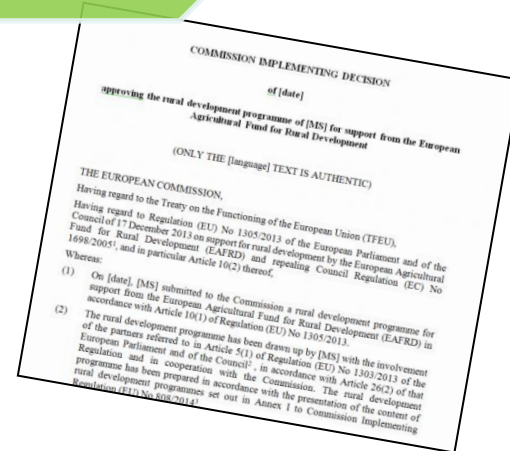 COMMISSION IMPLEMENTING DECISION
of [date]
approving the rural development programme of [MS] for support from the European
Agricultural Fund for Rural Development
(ONLY THE [language] TEXT IS AUTHENTIC)
THE EUROPEAN COMMISSION,
Having regard to the Treaty on the Functioning of the European Union (TFEU),
Having regard to Regulation (EU) No 1305/2013 of the European Parliament and of the
Council of 17 December 2013 on support for rural development by the European Agricultural
Fund for Rural Development (EAFRD) and repealing Council Regulation (EC) No
1698/2005¹, and in particular Article 10(2) thereof,
Whereas:
(1) On [date], [MS] submitted to the Commission a rural development programme for
support from the European Agricultural Fund for Rural Development (EAFRD) in
accordance with Article 10(1) of Regulation (EU) No 1305/2013.
(2) The rural development programme has been drawn up by [MS] with the involvement
of the partners referred to in Article 5(1) of Regulation (EU) No 1303/2013 of the
European Parliament and of the Council², in accordance with Article 26(2) of that
Regulation and in cooperation with the Commission. The rural development
programme has been prepared in accordance with the presentation of the content of
rural development programmes set out in Annex I to Commission Implementing
Regulation (EU) No 808/2014³